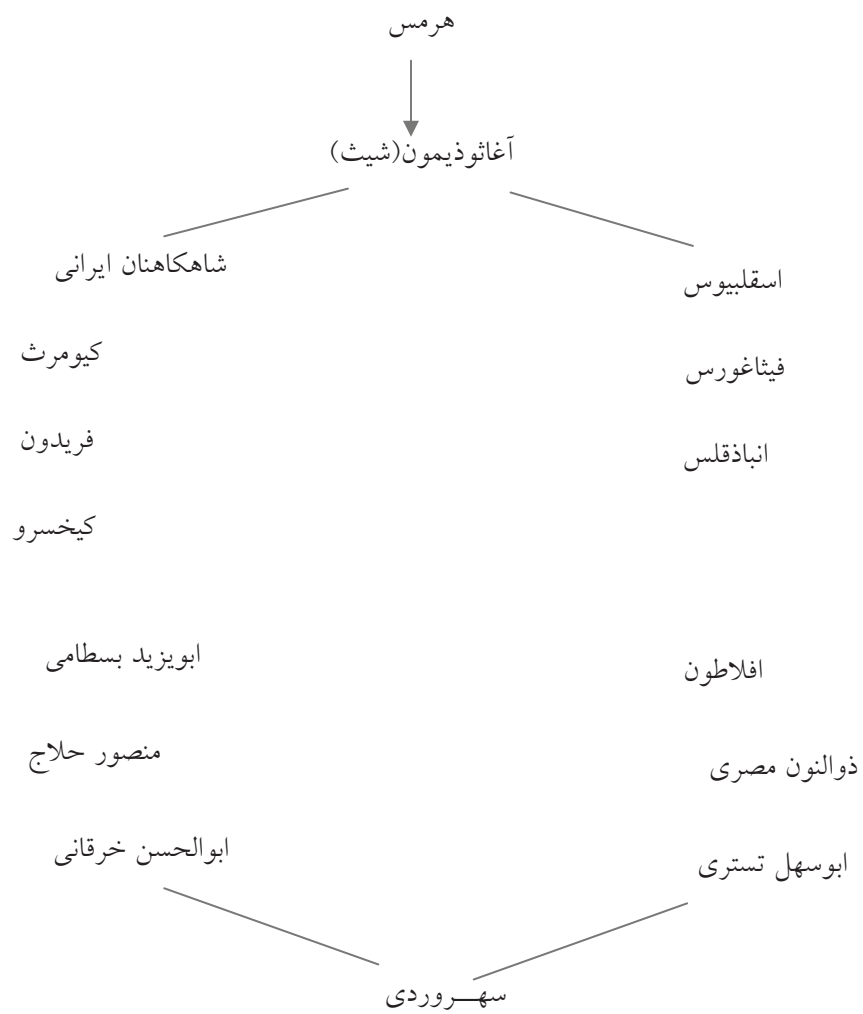 هرمس
آغاثوذیمون(شیث)
اسقلبیوس
شاهکاهنان ایرانی
فیثاغورس
کیومرث
انباذقلس
فریدون
کیخسرو
افلاطون
ابویزید بسطامی
ذوالنون مصری
منصور حلاج
ابوسهل تستری
ابوالحسن خرقانی
سهـــروردی